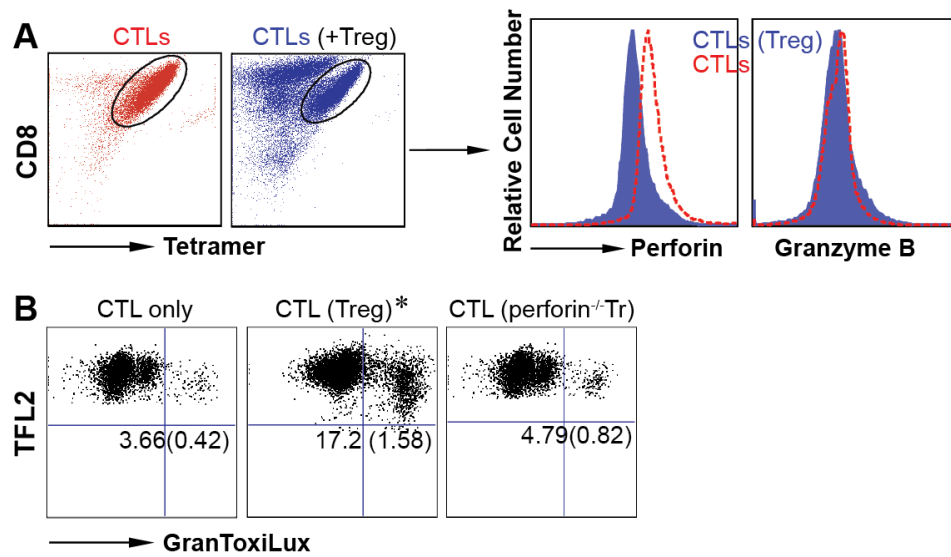 A
CTLs
CTLs (+Treg)
CD8
Tetramer
Relative Cell Number
CTLs (Treg)
CTLs
Perforin
Granzyme B
B
CTL only
CTL (Treg)*
CTL (perforin-/-Tr)
TFL2
3.66(0.42)
17.2 (1.58)
4.79(0.82)
GranToxiLux